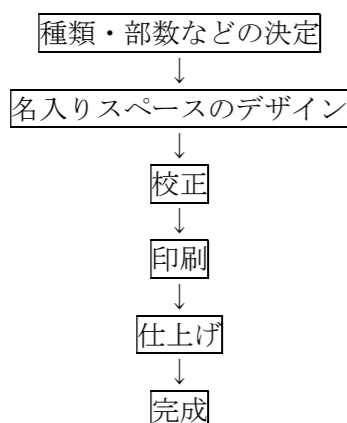 種類・部数などの決定
↓
名入りスペースのデザイン
↓
校正
↓
印刷
↓
仕上げ
↓
完成